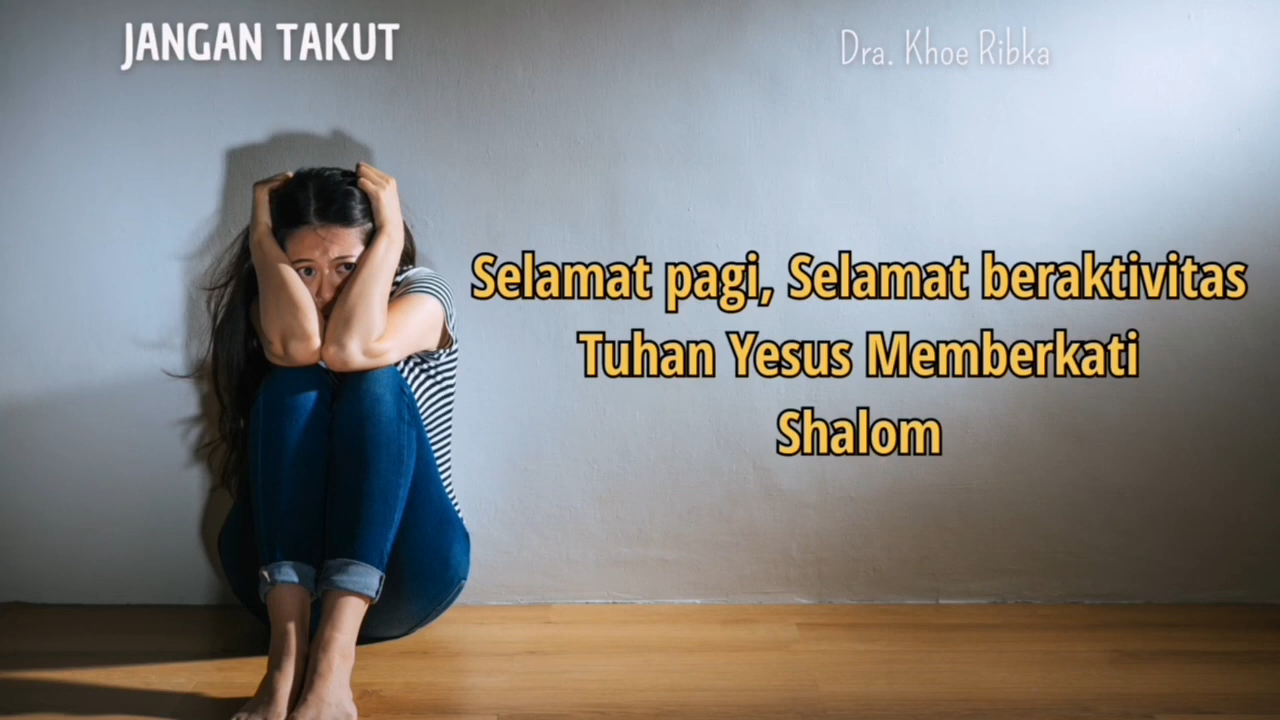 JANGAN TAKUT
Dra. Khoe Ribka
Selamat pagi, Selamat beraktivitas
Tuhan Yesus Memberkati
Shalom